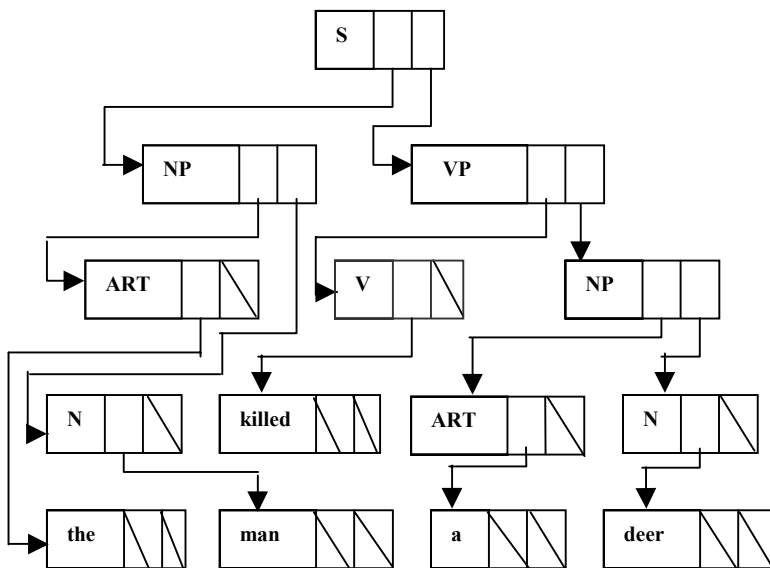 S
NP VP
ART V NP
N killed ART N
the man a deer